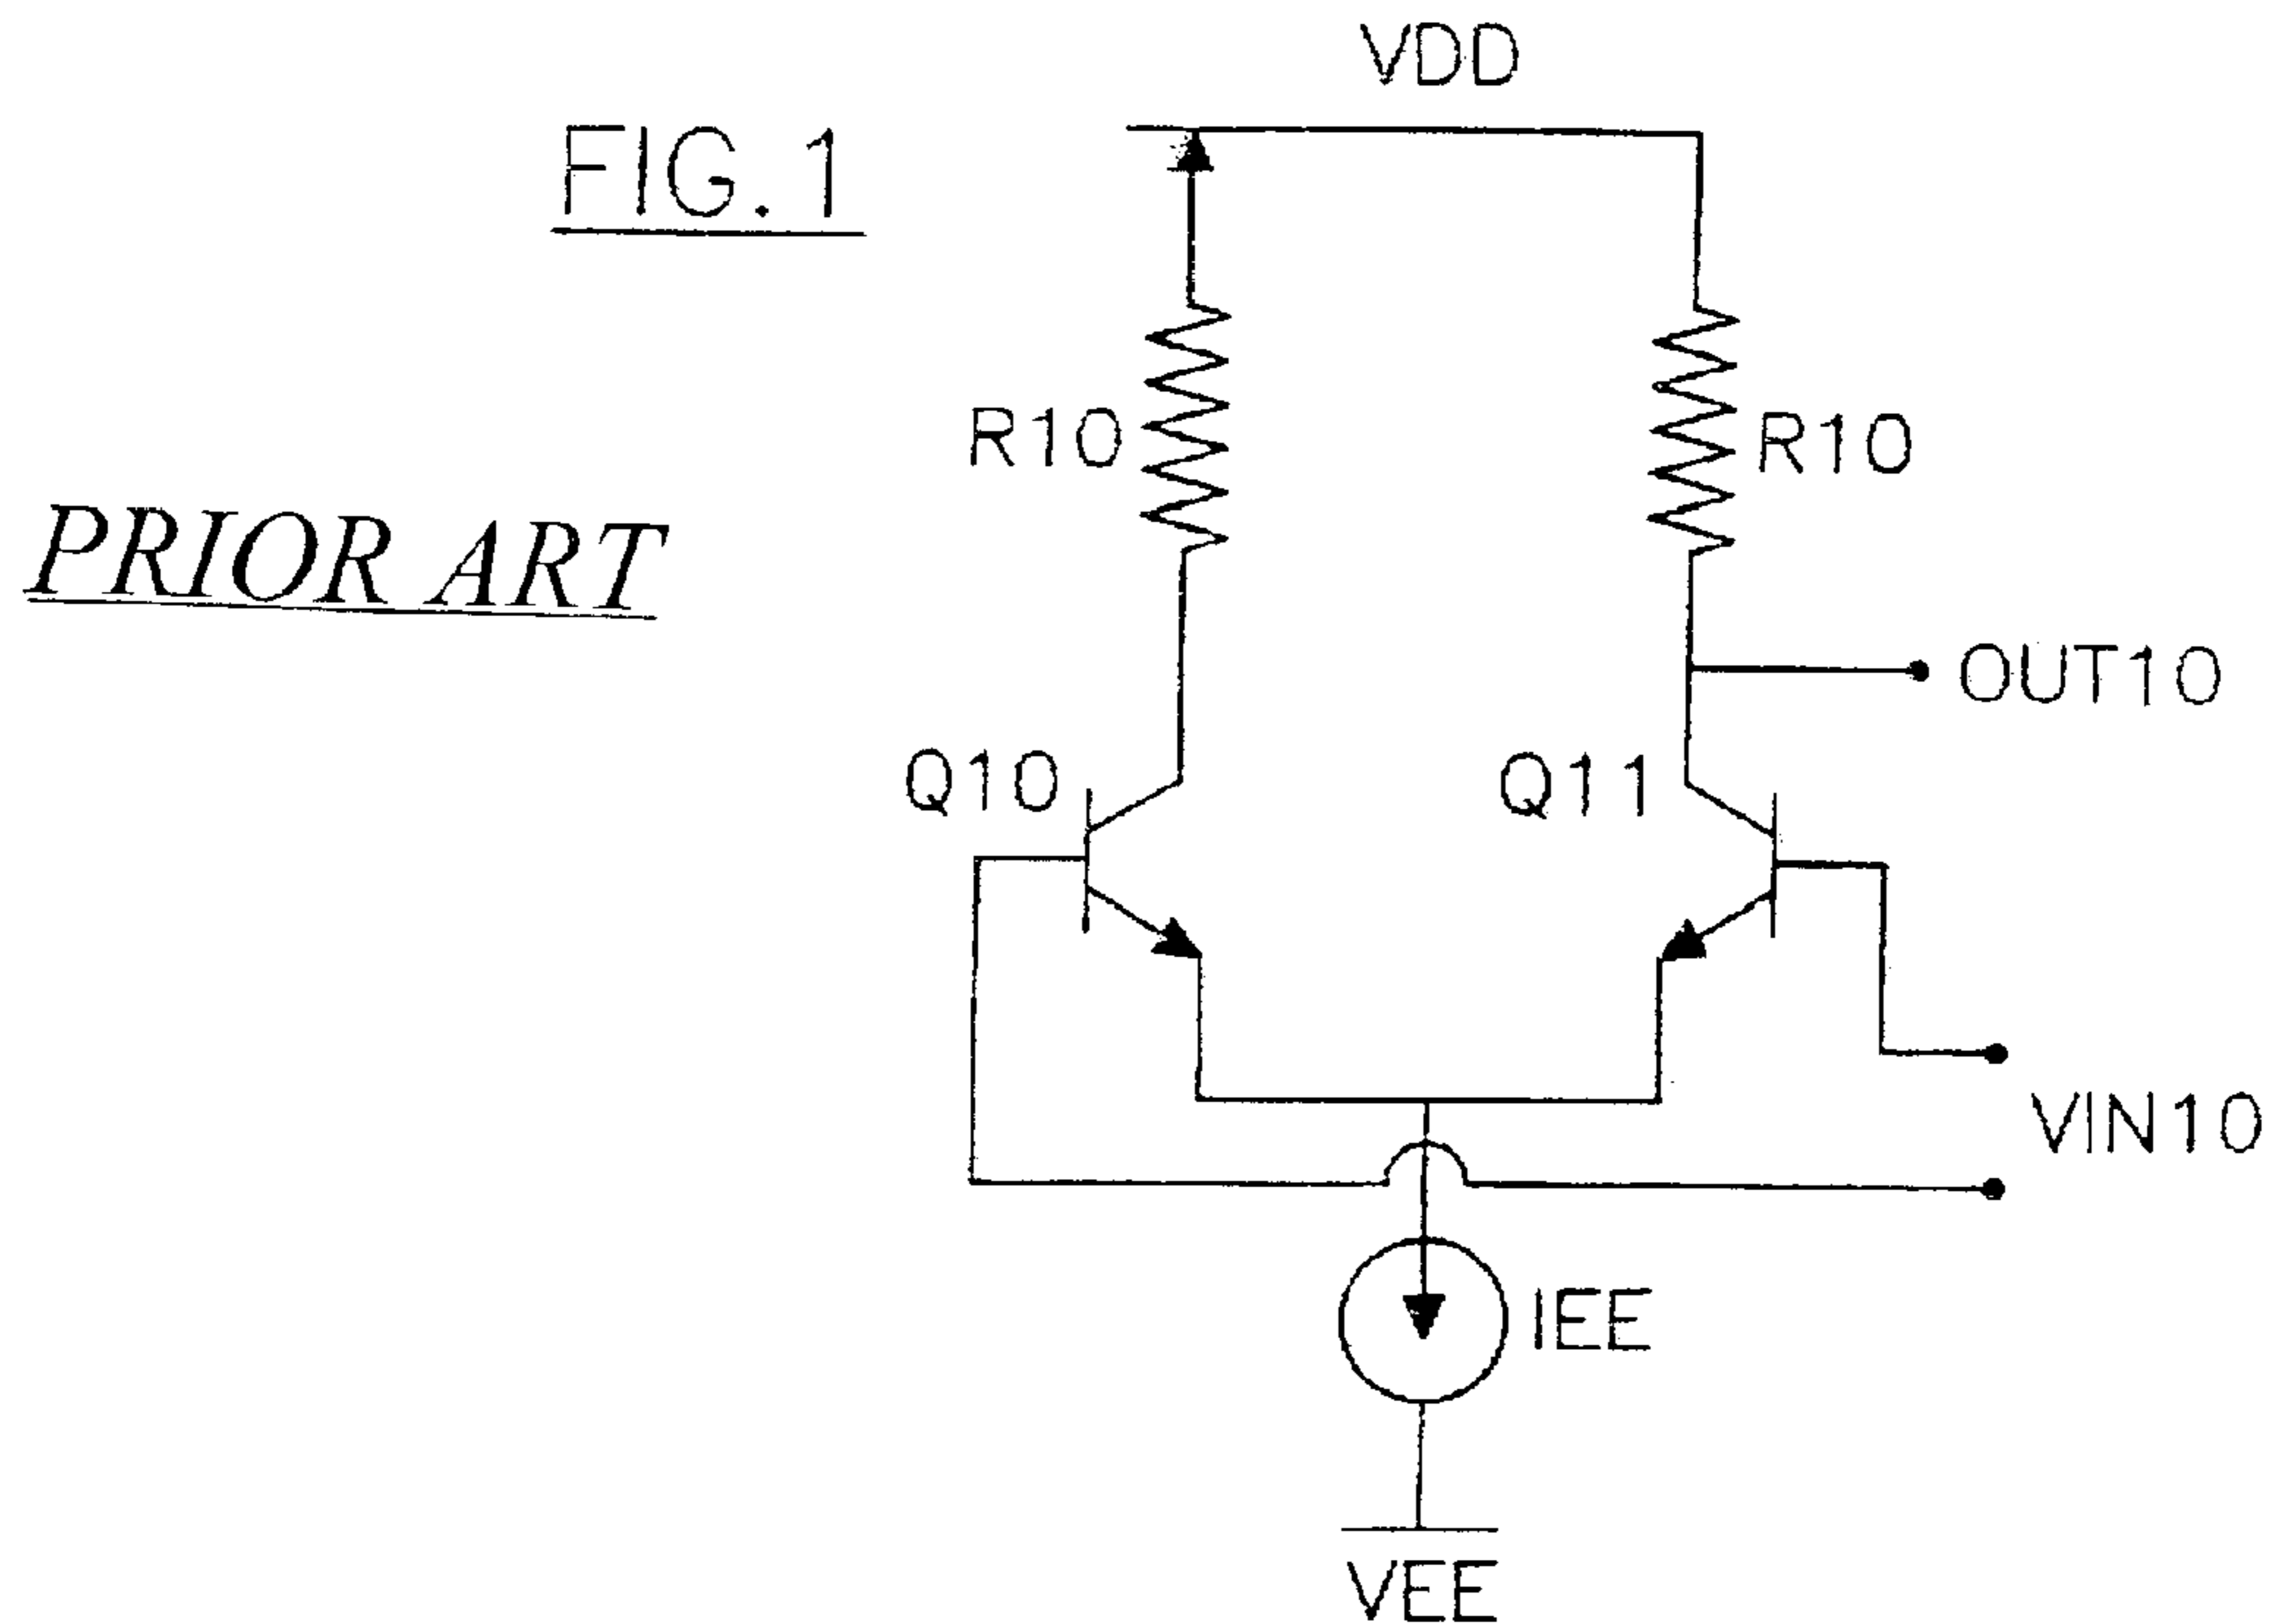 VDD
FIG. 1
R10
R10
PRIOR ART
OUT10
Q10
Q11
VIN10
IEE
VEE